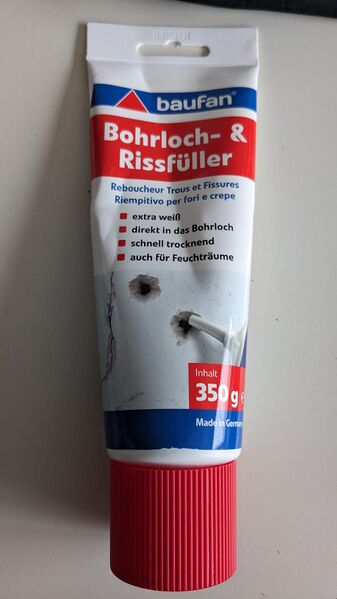 baufan®
Bohrloch- &
Rissfüller
Reboucheur Trous et Fissures
Riempitivo per fori e crepe
extra weiß
direkt in das Bohrloch
schnell trocknend
auch für Feuchträume
Inhalt
350 g e
Made in Germany